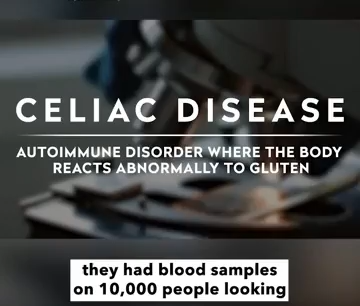 CELIAC DISEASE
AUTOIMMUNE DISORDER WHERE THE BODY
REACTS ABNORMALLY TO GLUTEN
they had blood samples
on 10,000 people looking